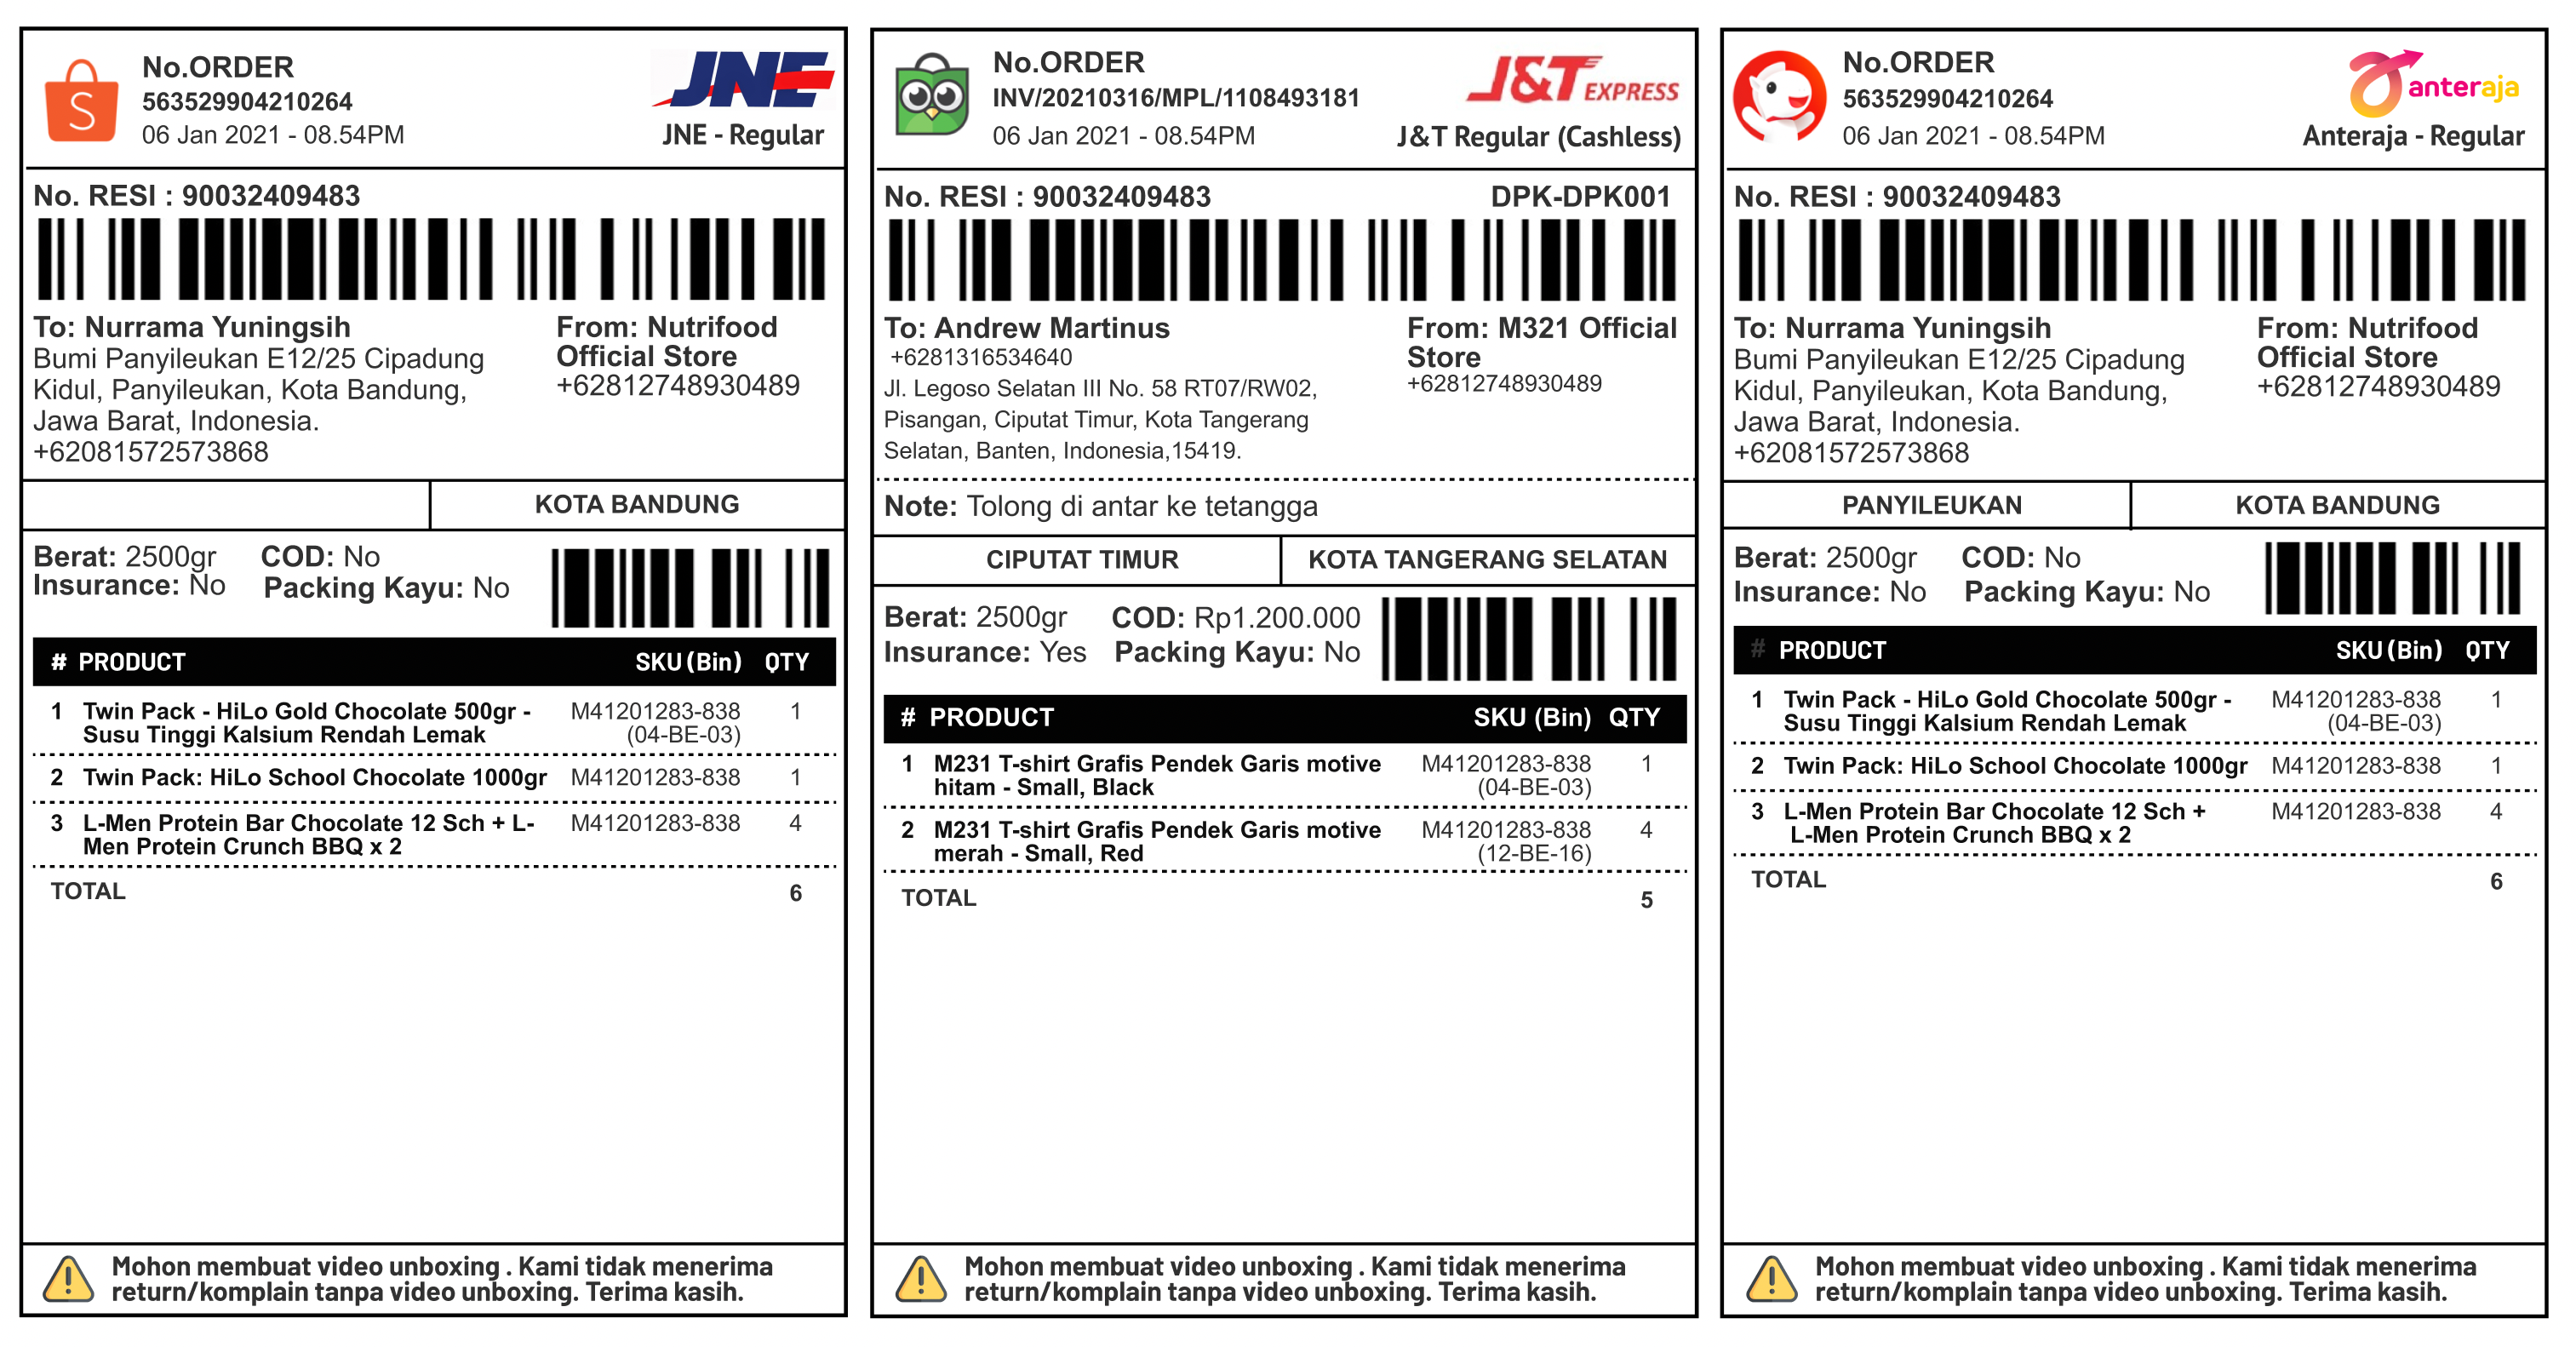 No.ORDER
563529904210264
06 Jan 2021 - 08.54PM
JNE
JNE - Regular
No. RESI : 90032409483
To: Nurrama Yuningsih
Bumi Panyileukan E12/25 Cipadung
Kidul, Panyileukan, Kota Bandung,
Jawa Barat, Indonesia.
+62081572573868
From: Nutrifood
Official Store
+62812748930489
KOTA BANDUNG
Berat: 2500gr COD: No
Insurance: No Packing Kayu: No
# PRODUCT SKU (Bin) QTY
1 Twin Pack - HiLo Gold Chocolate 500gr - M41201283-838 1
Susu Tinggi Kalsium Rendah Lemak (04-BE-03)
2 Twin Pack: HiLo School Chocolate 1000gr M41201283-838 1
3 L-Men Protein Bar Chocolate 12 Sch + L- M41201283-838 4
Men Protein Crunch BBQ x 2
TOTAL 6
Mohon membuat video unboxing . Kami tidak menerima
return/komplain tanpa video unboxing. Terima kasih.
No.ORDER
INV/20210316/MPL/1108493181
06 Jan 2021 - 08.54PM
J&T EXPRESS
J&T Regular (Cashless)
No. RESI : 90032409483 DPK-DPK001
To: Andrew Martinus
+6281316534640
Jl. Legoso Selatan III No. 58 RT07/RW02,
Pisangan, Ciputat Timur, Kota Tangerang
Selatan, Banten, Indonesia,15419.
From: M321 Official
Store
+62812748930489
Note: Tolong di antar ke tetangga
CIPUTAT TIMUR KOTA TANGERANG SELATAN
Berat: 2500gr COD: Rp1.200.000
Insurance: Yes Packing Kayu: No
# PRODUCT SKU (Bin) QTY
1 M231 T-shirt Grafis Pendek Garis motive M41201283-838 1
hitam - Small, Black (04-BE-03)
2 M231 T-shirt Grafis Pendek Garis motive M41201283-838 4
merah - Small, Red (12-BE-16)
TOTAL 5
Mohon membuat video unboxing . Kami tidak menerima
return/komplain tanpa video unboxing. Terima kasih.
No.ORDER
563529904210264
06 Jan 2021 - 08.54PM
anteraja
Anteraja - Regular
No. RESI : 90032409483
To: Nurrama Yuningsih
Bumi Panyileukan E12/25 Cipadung
Kidul, Panyileukan, Kota Bandung,
Jawa Barat, Indonesia.
+62081572573868
From: Nutrifood
Official Store
+62812748930489
PANYILEUKAN KOTA BANDUNG
Berat: 2500gr COD: No
Insurance: No Packing Kayu: No
# PRODUCT SKU (Bin) QTY
1 Twin Pack - HiLo Gold Chocolate 500gr - M41201283-838 1
Susu Tinggi Kalsium Rendah Lemak (04-BE-03)
2 Twin Pack: HiLo School Chocolate 1000gr M41201283-838 1
3 L-Men Protein Bar Chocolate 12 Sch + M41201283-838 4
L-Men Protein Crunch BBQ x 2
TOTAL 6
Mohon membuat video unboxing . Kami tidak menerima
return/komplain tanpa video unboxing. Terima kasih.